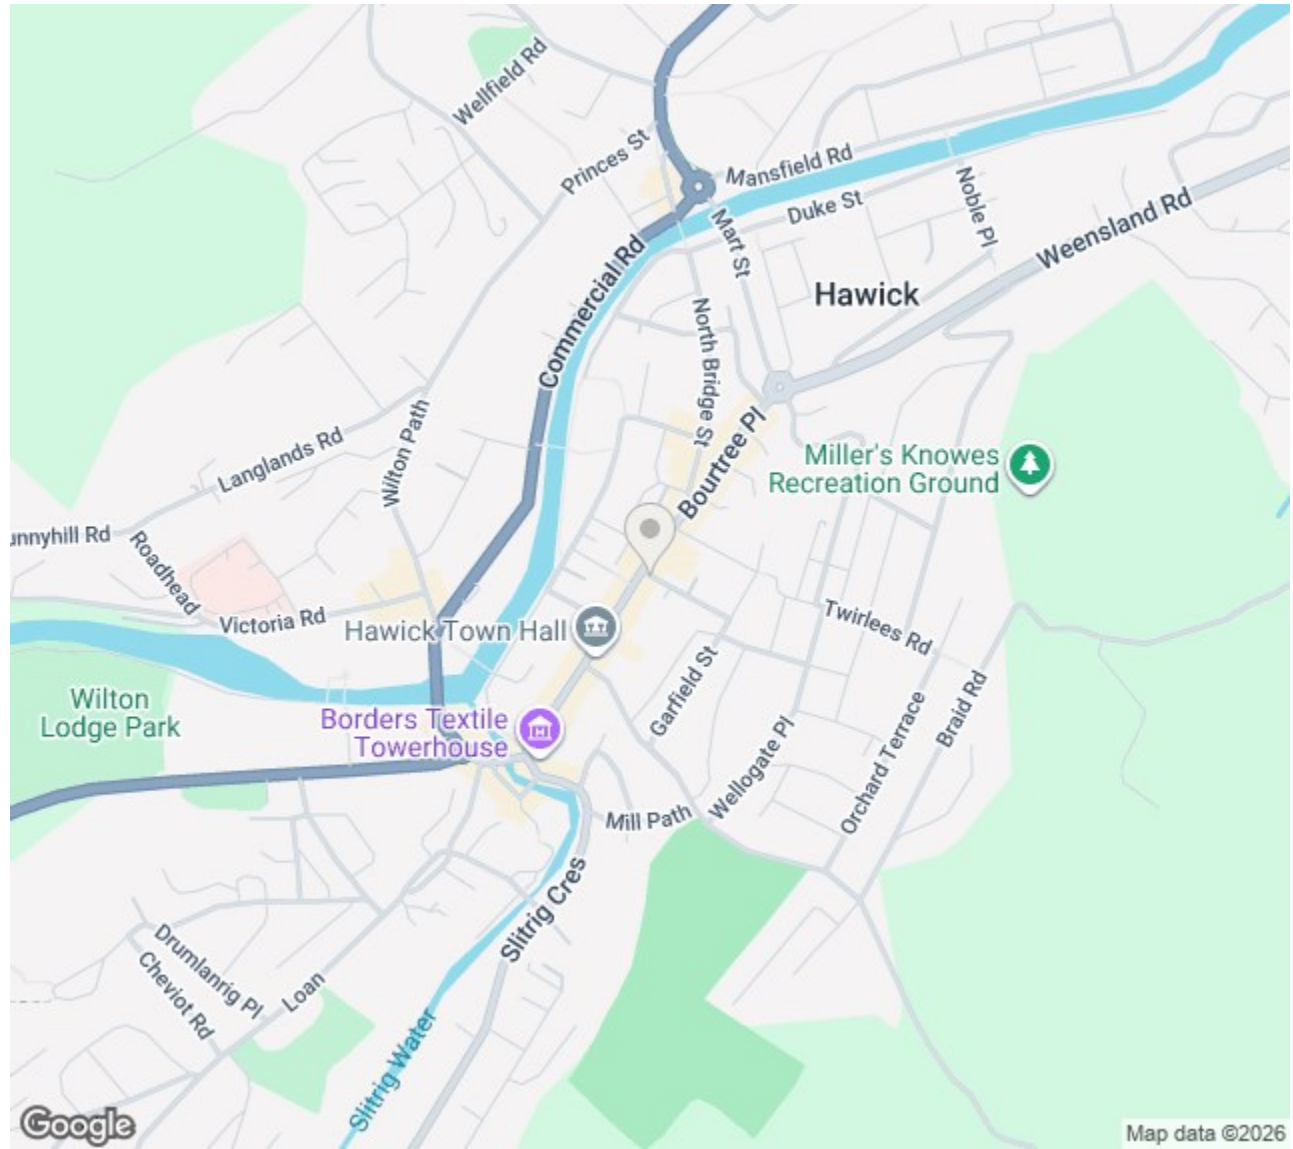 Wellfield Rd
Princes St
Mansfield Rd
Duke St
Noble Pl
Weensland Rd
Mart St
Hawick
Commercial Rd
North Bridge St
Bourtree Pl
Langlands Rd
Wilton Path
Miller's Knowes
Recreation Ground
unnyhill Rd
Roadhead
Victoria Rd
Hawick Town Hall
Twirlees Rd
Wilton
Lodge Park
Borders Textile
Towerhouse
Garfield St
Wellogate Pl
Orchard Terrace
Braid Rd
Mill Path
Slitrig Cres
Drumlanrig Pl
Cheviot Rd
Loan
Slitrig Water
Google
Map data ©2026